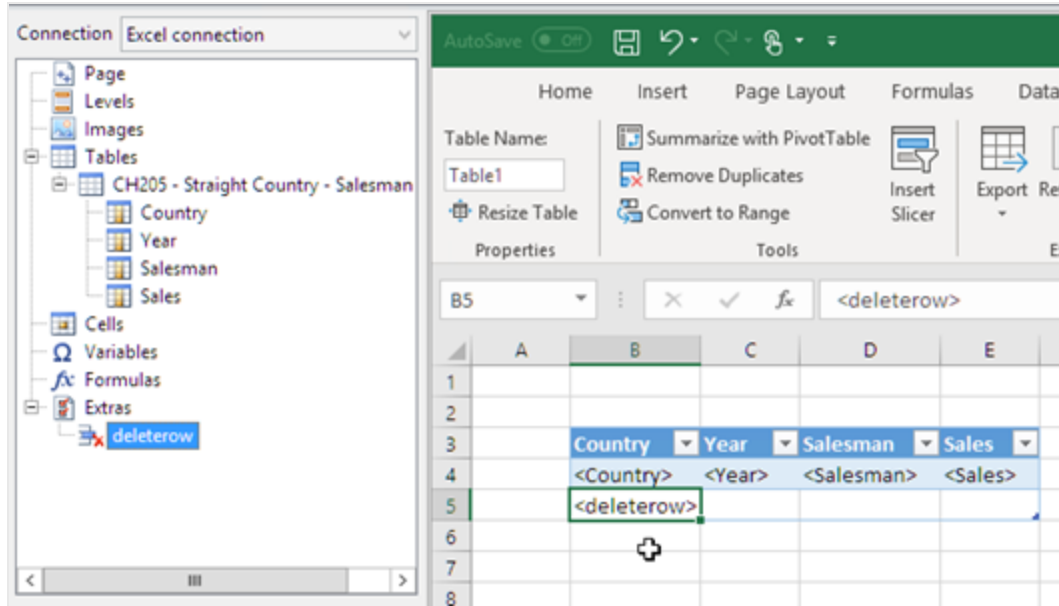 Connection Excel connection
Page
Levels
Images
Tables
CH205 - Straight Country - Salesman
Country
Year
Salesman
Sales
Cells
Variables
Formulas
Extras
deleterow
AutoSave Off
Home Insert Page Layout Formulas Data
Table Name:
Table1
Resize Table
Properties
Summarize with PivotTable
Remove Duplicates
Convert to Range
Tools
Insert
Slicer
Export Re
E
B5 fx <deleterow>
A B C D E
1
2
3 Country Year Salesman Sales
4 <Country> <Year> <Salesman> <Sales>
5 <deleterow>
6
7
8